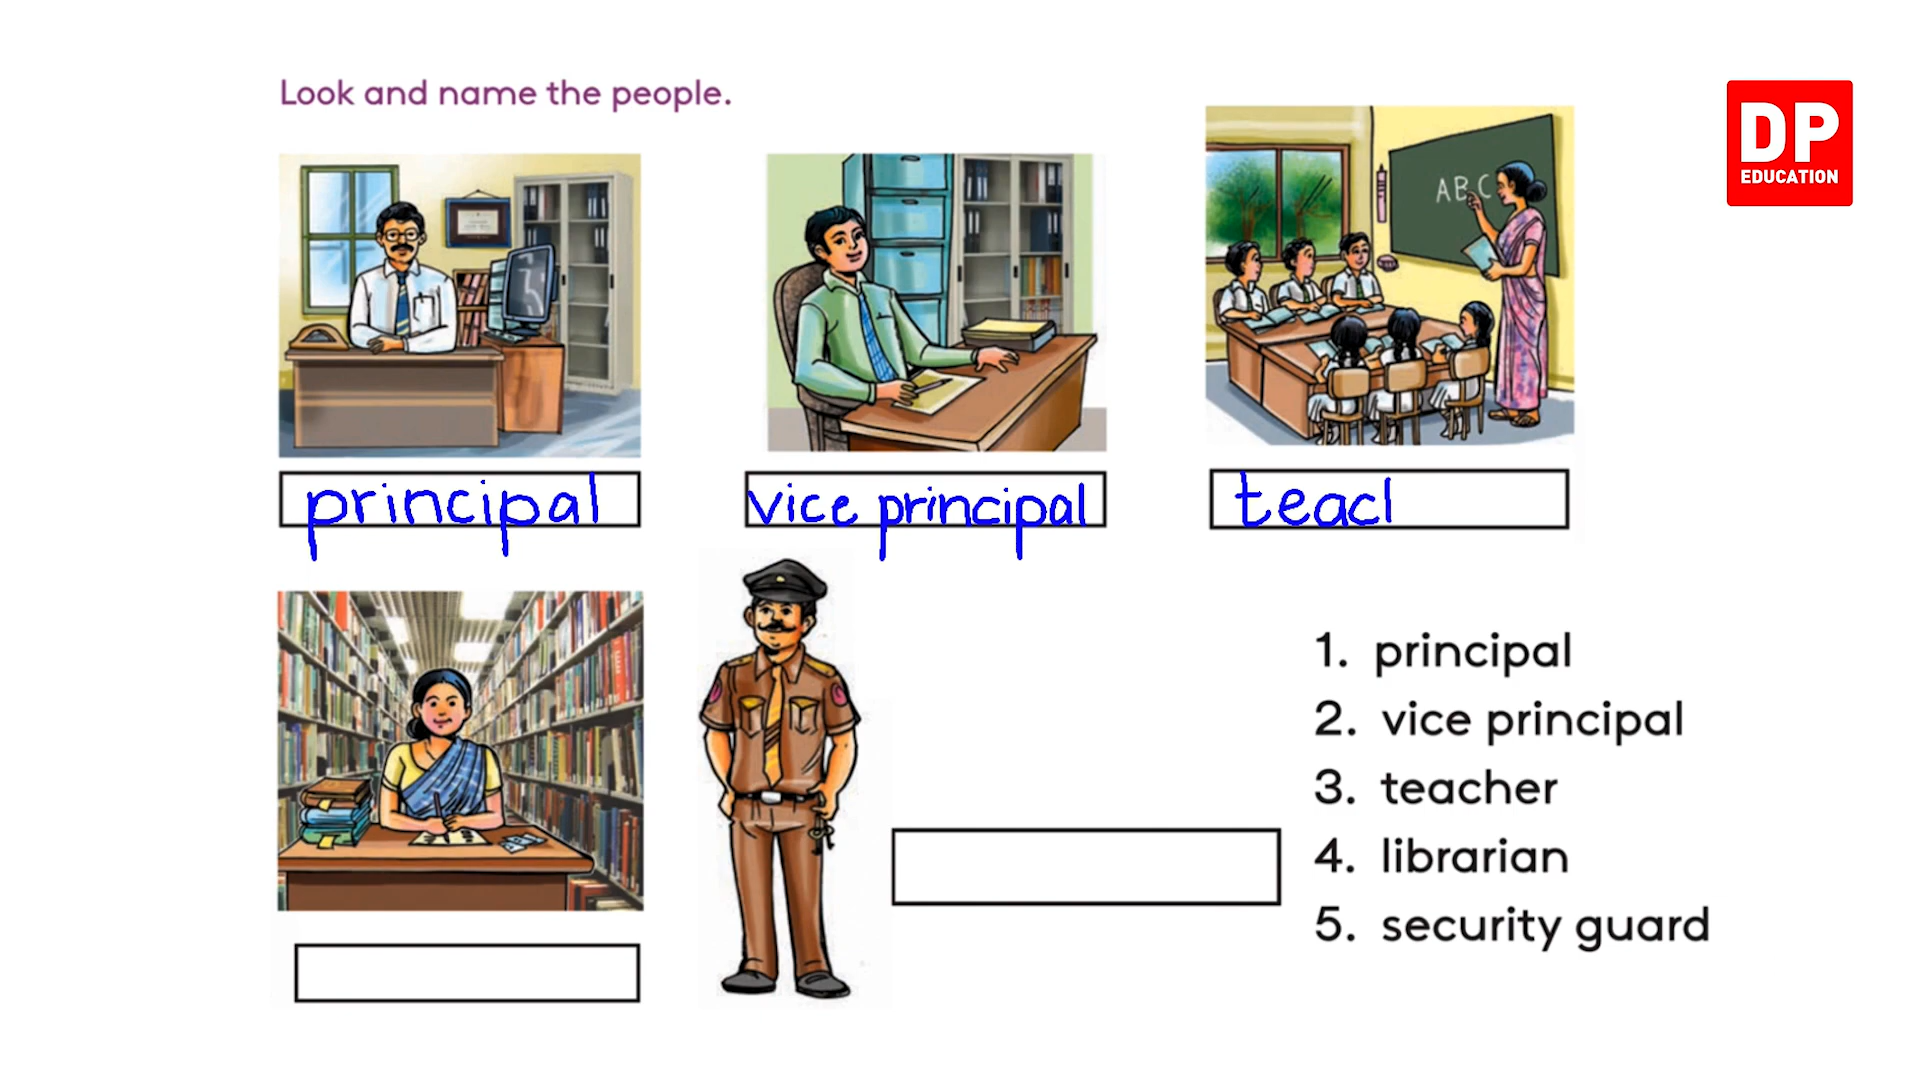 Look and name the people.
DP
EDUCATION
ABC
principal
vice principal
teacl
1. principal
2. vice principal
3. teacher
4. librarian
5. security guard